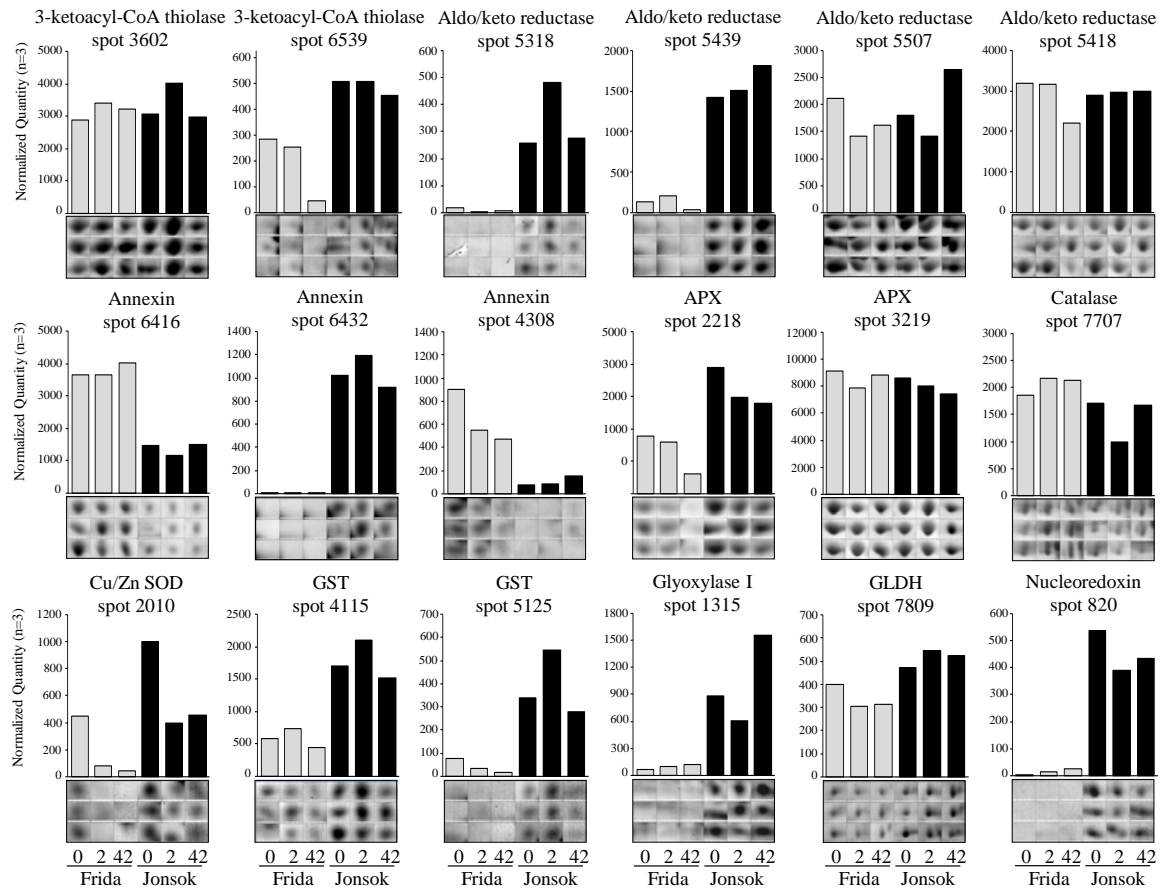 3-ketoacyl-CoA thiolase 3-ketoacyl-CoA thiolase Aldo/keto reductase Aldo/keto reductase Aldo/keto reductase Aldo/keto reductase
spot 3602 spot 6539 spot 5318 spot 5439 spot 5507 spot 5418
Normalized Quantity (n=3)
5000 4000 3000 2000 1000 0
600 500 400 300 200 100 0
600 500 400 300 200 100 0
2000 1600 1200 800 400 0
3000 2500 2000 1500 1000 500 0
4000 3000 2000 1000 0
Annexin Annexin Annexin APX APX Catalase
spot 6416 spot 6432 spot 4308 spot 2218 spot 3219 spot 7707
5000 4000 3000 2000 1000 0
1400 1200 1000 800 600 400 200 0
1400 1200 1000 800 600 400 200 0
5000 3000 2000 0
12000 10000 8000 6000 4000 2000 0
3000 2500 2000 1500 1000 500 0
Cu/Zn SOD GST GST Glyoxylase I GLDH Nucleoredoxin
spot 2010 spot 4115 spot 5125 spot 1315 spot 7809 spot 820
Normalized Quantity (n=3)
1200 1000 800 600 400 200 0
2500 2000 1500 1000 500 0
700 600 500 400 300 200 100 0
1800 1500 1200 900 600 300 0
700 600 500 400 300 200 100 0
600 500 400 300 200 100 0
0 2 42 0 2 42 0 2 42 0 2 42 0 2 42 0 2 42 0 2 42 0 2 42 0 2 42 0 2 42 0 2 42 0 2 42
Frida Jonsok Frida Jonsok Frida Jonsok Frida Jonsok Frida Jonsok Frida Jonsok